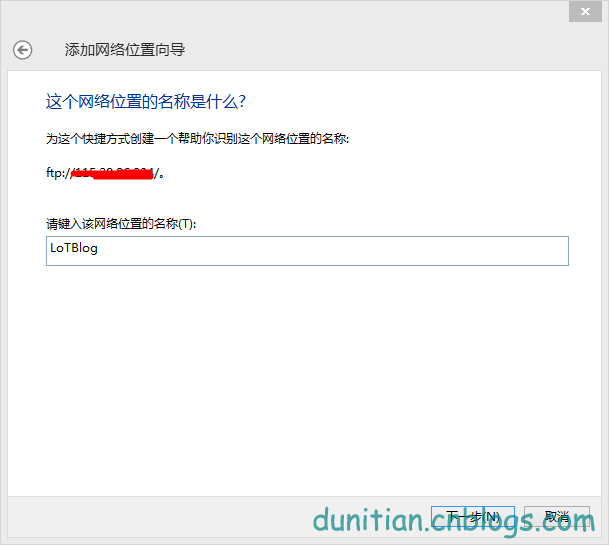 添加网络位置向导
这个网络位置的名称是什么?
为这个快捷方式创建一个帮助你识别这个网络位置的名称:
ftp:///。
请键入该网络位置的名称(T):
LoTBlog
下一步(N)
取消
dunitian.cnblogs.com